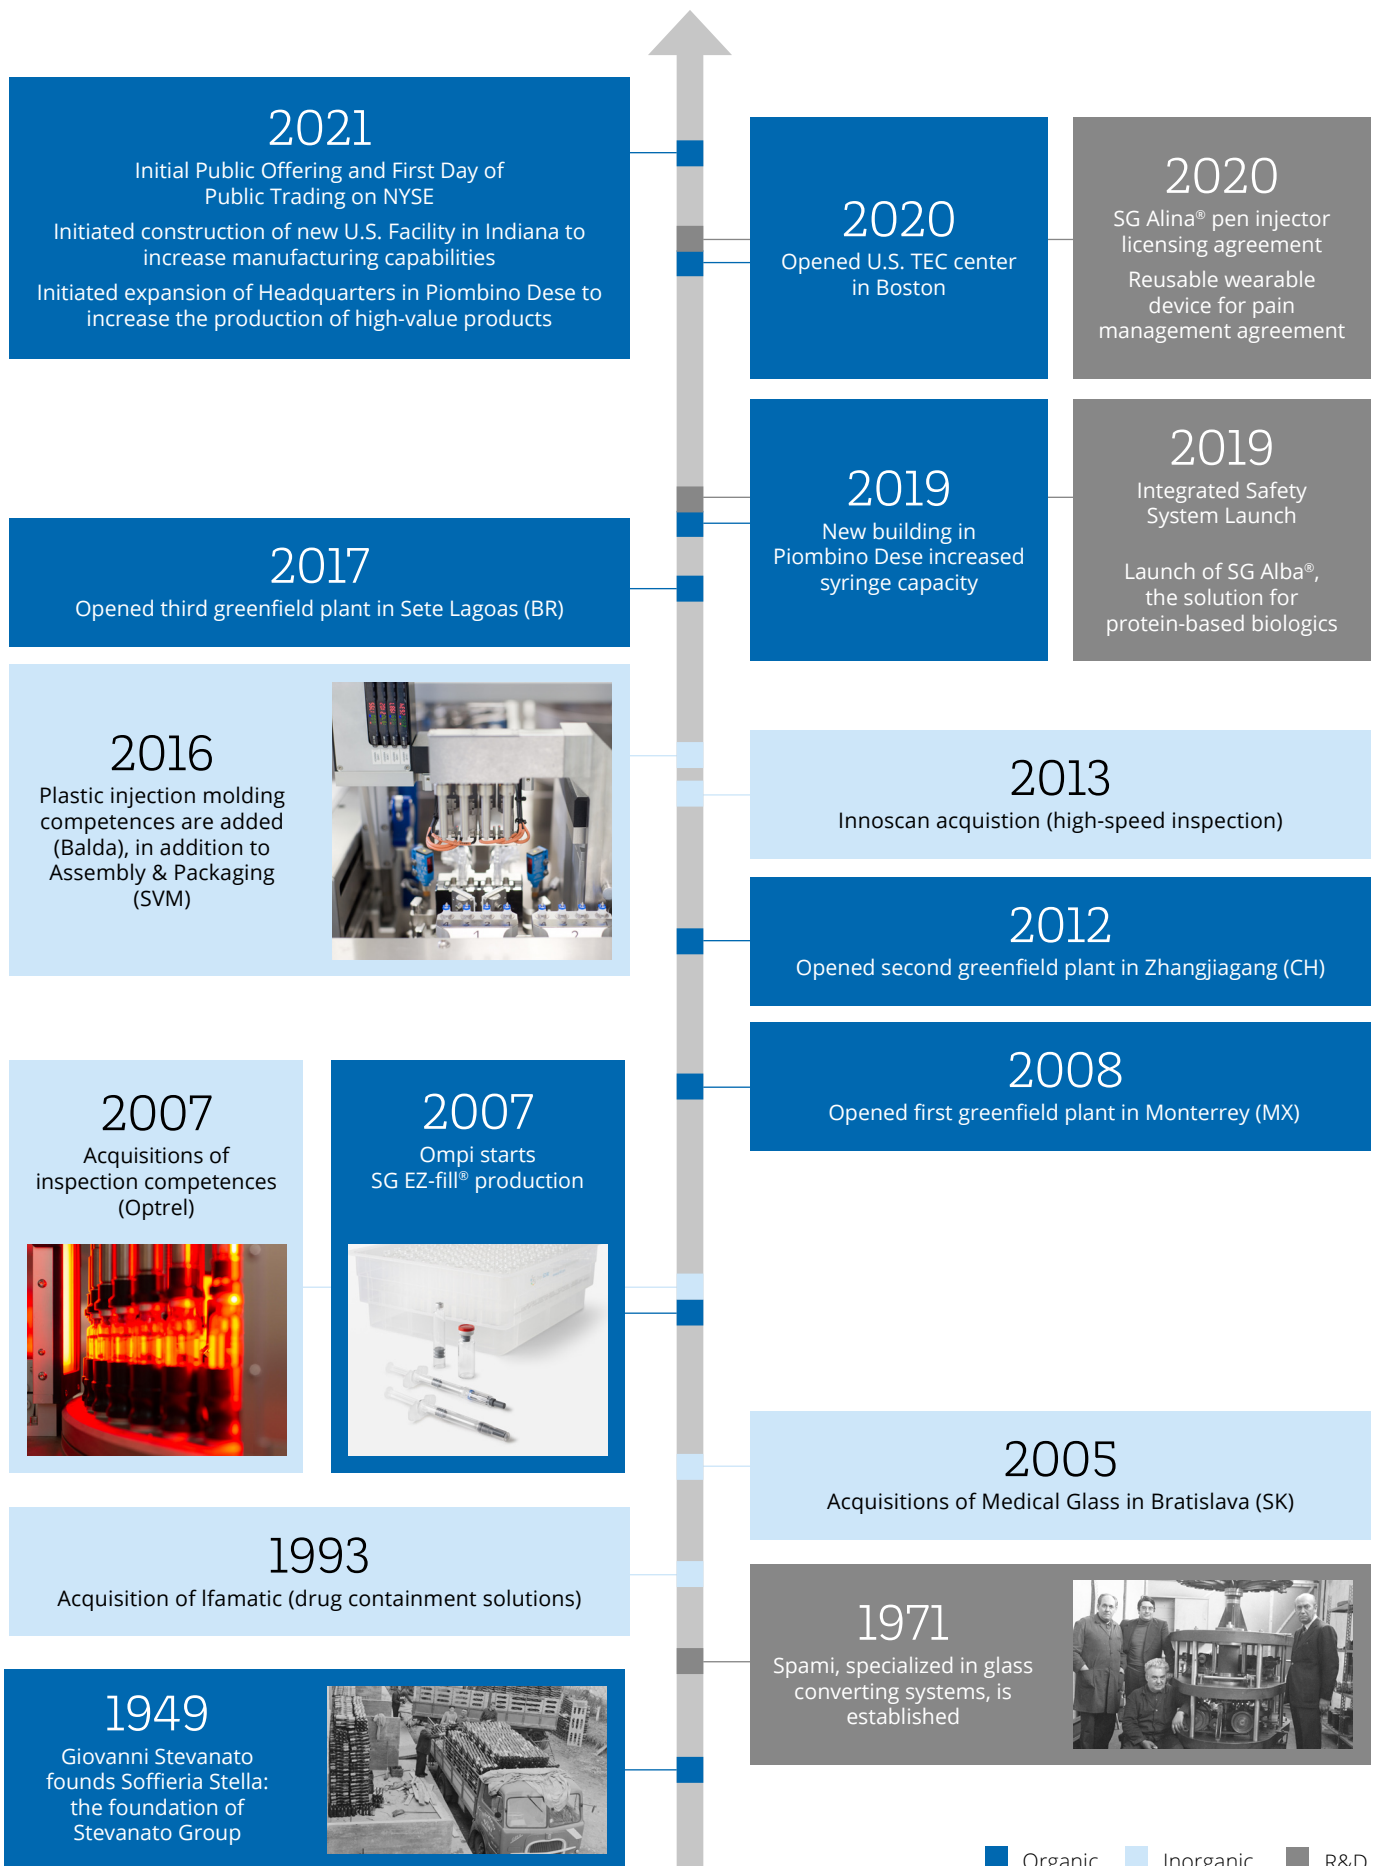 2021
Initial Public Offering and First Day of
Public Trading on NYSE
Initiated construction of new U.S. Facility in Indiana to
increase manufacturing capabilities
Initiated expansion of Headquarters in Piombino Dese to
increase the production of high-value products
2020
Opened U.S. TEC center
in Boston
2020
SG Alina® pen injector
licensing agreement
Reusable wearable
device for pain
management agreement
2019
New building in
Piombino Dese increased
syringe capacity
2019
Integrated Safety
System Launch
Launch of SG Alba®,
the solution for
protein-based biologics
2017
Opened third greenfield plant in Sete Lagoas (BR)
2016
Plastic injection molding
competences are added
(Balda), in addition to
Assembly & Packaging
(SVM)
1
2
2013
Innoscan acquistion (high-speed inspection)
2012
Opened second greenfield plant in Zhangjiagang (CH)
2008
Opened first greenfield plant in Monterrey (MX)
2007
Acquisitions of
inspection competences
(Optrel)
2007
Ompi starts
SG EZ-fill® production
2005
Acquisitions of Medical Glass in Bratislava (SK)
1993
Acquisition of lfamatic (drug containment solutions)
1971
Spami, specialized in glass
converting systems, is
established
1949
Giovanni Stevanato
founds Soffieria Stella:
the foundation of
Stevanato Group
Organic
Inorganic
R&D